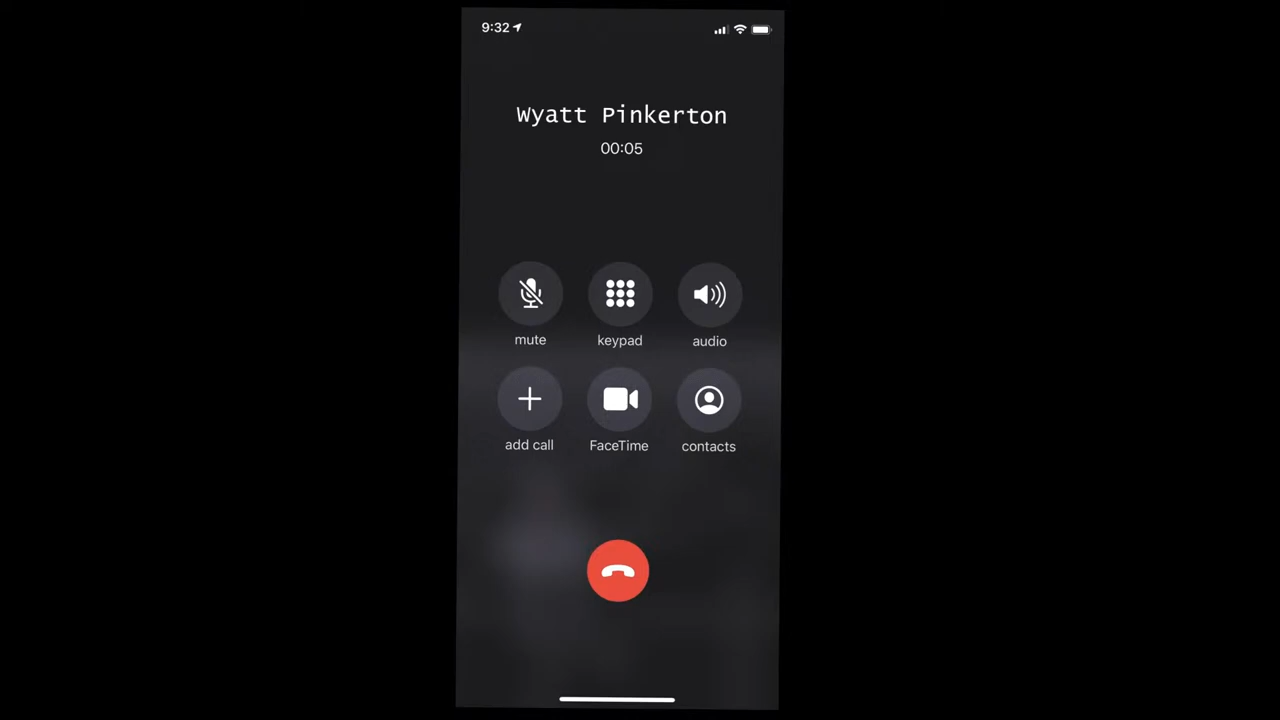 9:32
Wyatt Pinkerton
00:05
mute keypad audio
add call FaceTime contacts